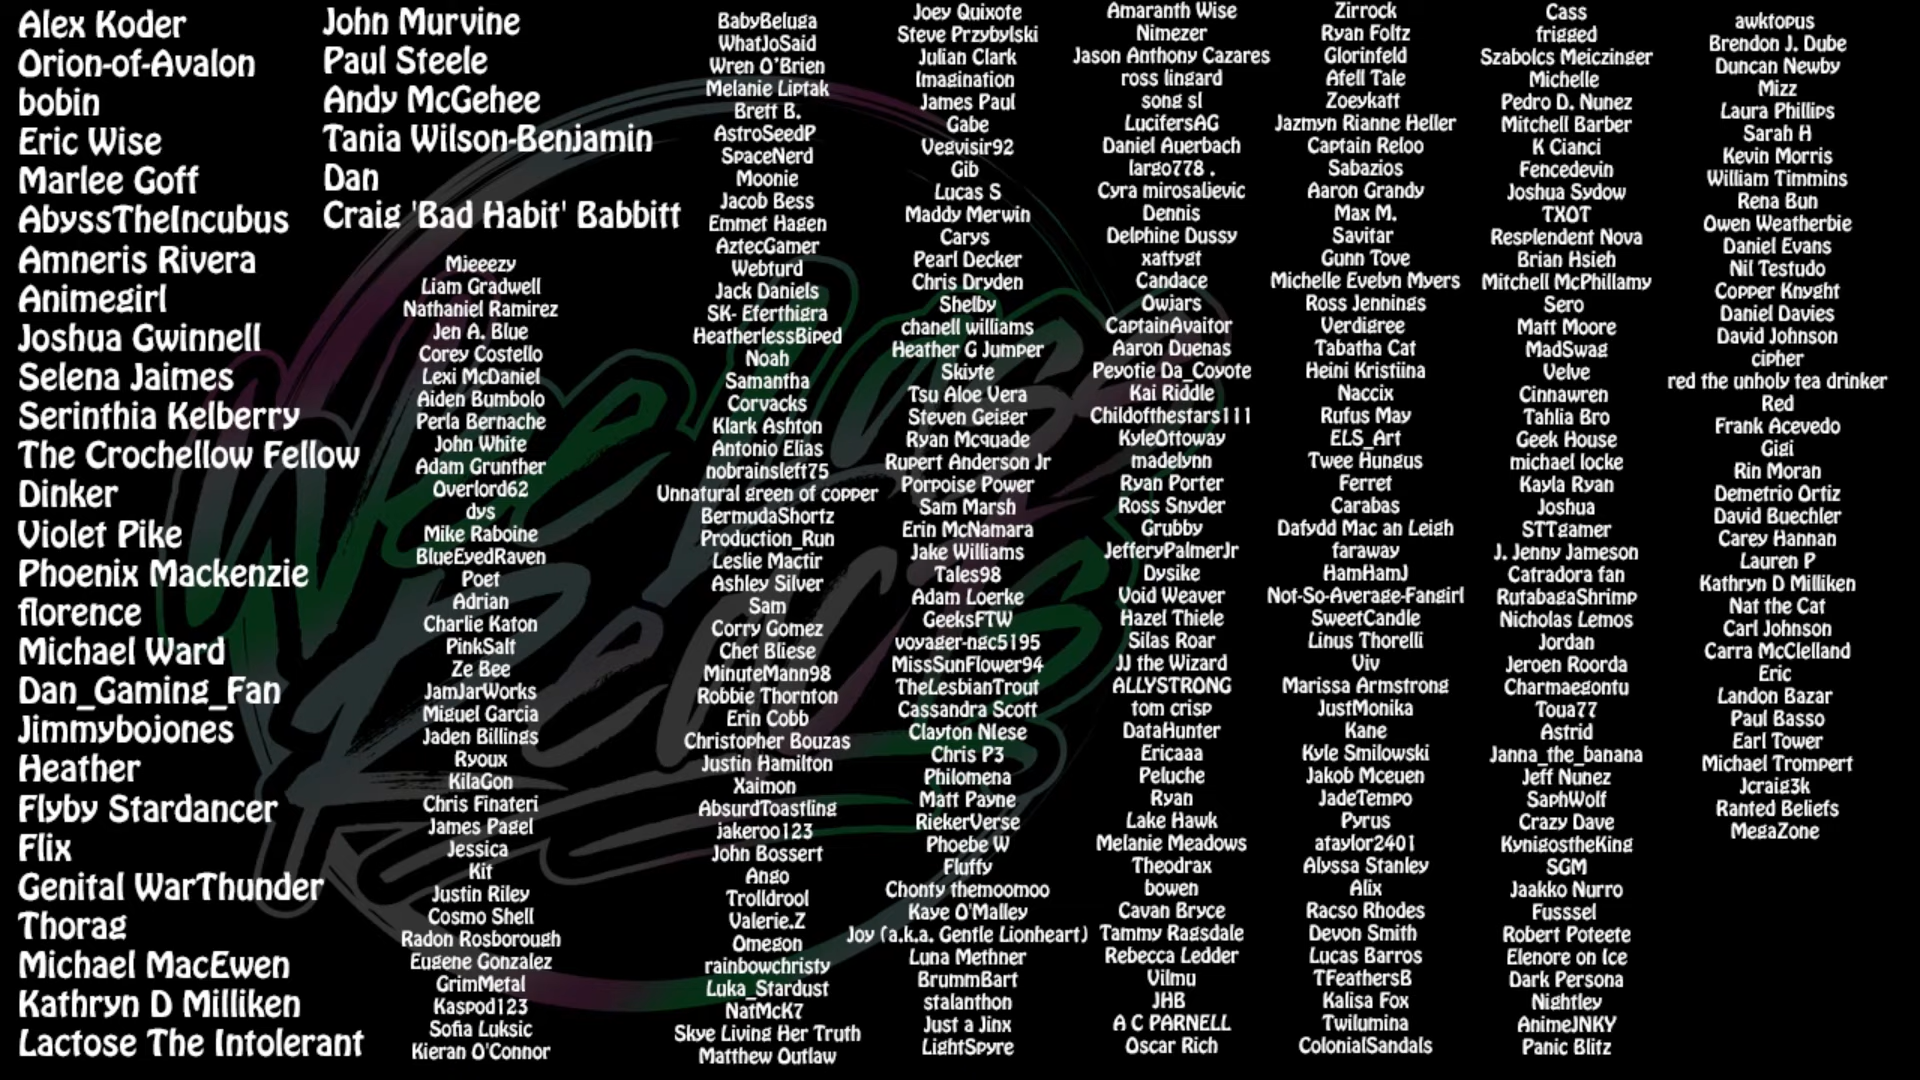 Alex Koder
Orion-of-Avalon
bobin
Eric Wise
Marlee Goff
AbyssTheIncubus
Amneris Rivera
Animegirl
Joshua Gwinnell
Selena Jaimes
Serinthia Kelberry
The Crochellow Fellow
Dinker
Violet Pike
Phoenix Mackenzie
florence
Michael Ward
Dan_Gaming_Fan
Jimmybojones
Heather
Flyby Stardancer
Flix
Genital WarThunder
Thorag
Michael MacEwen
Kathryn D Milliken
Lactose The Intolerant
John Murvine
Paul Steele
Andy McGehee
Tania Wilson-Benjamin
Dan
Craig 'Bad Habit' Babbitt
Mieeezy
Liam Gradwell
Nathaniel Ramirez
Jen A. Blue
Corey Costello
Lexi McDaniel
Aiden Bumbolo
Perla Bernache
John White
Adam Grunther
Overlord62
dys
Mike Raboine
BlueEyedRaven
Poet
Adrian
Charlie Katon
PinkSalt
Ze Bee
JamJarWorks
Miguel Garcia
Jaden Billings
Ryoux
KilaGon
Chris Finateri
James Pagel
Jessica
Kit
Justin Riley
Cosmo Shell
Radon Rosborough
Eugene Gonzalez
GrimMetal
Kaspod123
Sofia Luksic
Kieran O'Connor
BabyBeluga
WhatJoSaid
Wren O'Brien
Melanie Liptak
Brett B.
AstroSeedP
SpaceNerd
Moonie
Jacob Bess
Emmet Hagen
AztecGamer
Webturd
Jack Daniels
SK- Eferthigra
HeatherlessBiped
Noah
Samantha
Corvacks
Klark Ashton
Antonio Elias
nobrainsleft75
Unnatural green of copper
BermudaShortz
Production_Run
Leslie Mactir
Ashley Silver
Sam
Corry Gomez
Chet Bliese
MinuteMann98
Robbie Thornton
Erin Cobb
Christopher Bouzas
Justin Hamilton
Xaimon
AbsurdToastling
jakeroo123
John Bossert
Ango
Trolldrool
Valerie.Z
Omegon
rainbowchristy
Luka_Stardust
NatMcK7
Skye Living Her Truth
Matthew Outlaw
Joey Quixote
Steve Przybylski
Julian Clark
Imagination
James Paul
Gabe
Vegvisir92
Gib
Lucas S
Maddy Merwin
Carys
Pearl Decker
Chris Dryden
Shelby
chanell williams
Heather G Jumper
Skiyte
Tsu Aloe Vera
Steven Geiger
Ryan Mcquade
Rupert Anderson Jr
Porpoise Power
Sam Marsh
Erin McNamara
Jake Williams
Tales98
Adam Loerke
GeeksFTW
voyager-ngc5195
MissSunFlower94
TheLesbianTrout
Cassandra Scott
Clayton Nlese
Chris P3
Philomena
Matt Payne
RiekerVerse
Phoebe W
Fluffy
Chonty themoomoo
Kaye O'Malley
Joy (a.k.a. Gentle Lionheart)
Luna Methner
BrummBart
stalanthon
Just a Jinx
LightSpyre
Amaranth Wise
Nimezer
Jason Anthony Cazares
ross lingard
song sl
LucifersAG
Daniel Auerbach
largo778 .
Cyra mirosalievic
Dennis
Delphine Dussy
xattygt
Candace
Owjars
CaptainAvaitor
Aaron Duenas
Peyotie Da_Coyote
Kai Riddle
Childofthestars111
KyleOttoway
madelynn
Ryan Porter
Ross Snyder
Grubby
JefferyPalmerJr
Dysike
Void Weaver
Hazel Thiele
Silas Roar
JJ the Wizard
ALLYSTRONG
tom crisp
DataHunter
Ericaaa
Peluche
Ryan
Lake Hawk
Melanie Meadows
Theodrax
bowen
Cavan Bryce
Tammy Ragsdale
Rebecca Ledder
Vilmu
JHB
A C PARNELL
Oscar Rich
Zirrock
Ryan Foltz
Glorinfeld
Afell Tale
Zoeykatt
Jazmyn Rianne Heller
Captain Reloo
Sabazios
Aaron Grandy
Max M.
Savitar
Gunn Tove
Michelle Evelyn Myers
Ross Jennings
Verdigree
Tabatha Cat
Heini Kristiina
Naccix
Rufus May
ELS_Art
Twee Hungus
Ferret
Carabas
Dafydd Mac an Leigh
faraway
HamHamJ
Not-So-Average-Fangirl
SweetCandle
Linus Thorelli
Viv
Marissa Armstrong
JustMonika
Kane
Kyle Smilowski
Jakob Mceuen
JadeTempo
Pyrus
ataylor2401
Alyssa Stanley
Alix
Racso Rhodes
Devon Smith
Lucas Barros
TFeathersB
Kalisa Fox
Twilumina
ColonialSandals
Cass
frigged
Szabolcs Meiczinger
Michelle
Pedro D. Nunez
Mitchell Barber
K Cianci
Fencedevin
Joshua Sydow
TXOT
Resplendent Nova
Brian Hsieh
Mitchell McPhillamy
Sero
Matt Moore
MadSwag
Velve
Cinnawren
Tahlia Bro
Geek House
michael locke
Kayla Ryan
Joshua
STTgamer
J. Jenny Jameson
Catradora fan
RutabagaShrimp
Nicholas Lemos
Jordan
Jeroen Roorda
Charmaegontu
Toua77
Astrid
Janna_the_banana
Jeff Nunez
SaphWolf
Crazy Dave
KynigostheKing
SGM
Jaakko Nurro
Fusssel
Robert Poteete
Elenore on Ice
Dark Persona
Nightley
AnimeJNKY
Panic Blitz
awktopus
Brendon J. Dube
Duncan Newby
Mizz
Laura Phillips
Sarah H
Kevin Morris
William Timmins
Rena Bun
Owen Weatherbie
Daniel Evans
Nil Testudo
Copper Knyght
Daniel Davies
David Johnson
cipher
red the unholy tea drinker
Red
Frank Acevedo
Gigi
Rin Moran
Demetrio Ortiz
David Buechler
Carey Hannan
Lauren P
Kathryn D Milliken
Nat the Cat
Carl Johnson
Carra McClelland
Eric
Landon Bazar
Paul Basso
Earl Tower
Michael Trompert
Jcraig3k
Ranted Beliefs
MegaZone